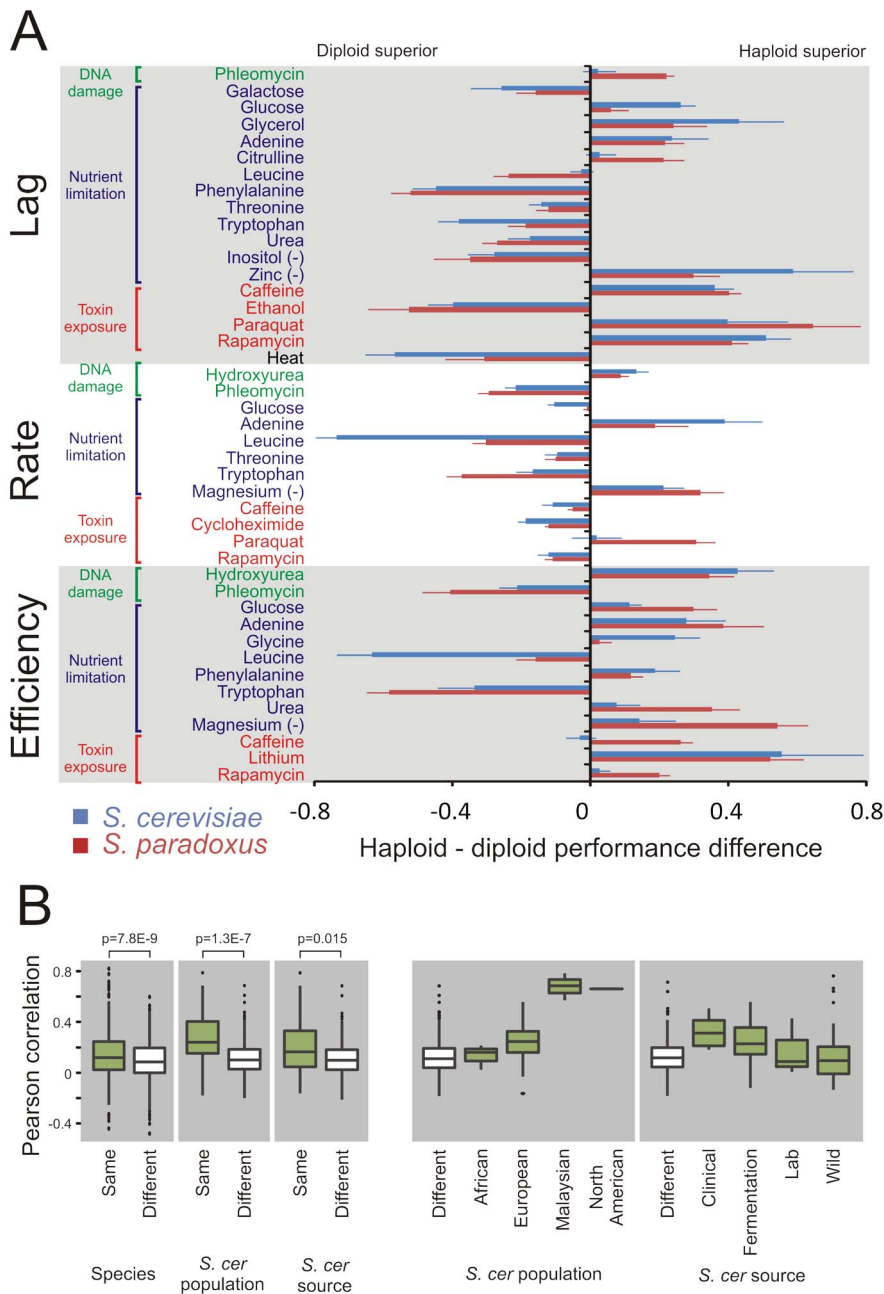 A
Diploid superior
Haploid superior
Lag
DNA
damage
Phleomycin
Nutrient
limitation
Galactose
Glucose
Glycerol
Adenine
Citrulline
Leucine
Phenylalanine
Threonine
Tryptophan
Urea
Inositol (-)
Zinc (-)
Toxin
exposure
Caffeine
Ethanol
Paraquat
Rapamycin
Heat
Rate
DNA
damage
Hydroxyurea
Phleomycin
Nutrient
limitation
Glucose
Adenine
Leucine
Threonine
Tryptophan
Magnesium (-)
Toxin
exposure
Caffeine
Cycloheximide
Paraquat
Rapamycin
Efficiency
DNA
damage
Hydroxyurea
Phleomycin
Nutrient
limitation
Glucose
Adenine
Glycine
Leucine
Phenylalanine
Tryptophan
Urea
Magnesium (-)
Toxin
exposure
Caffeine
Lithium
Rapamycin
-0.8 -0.4 0 0.4 0.8
S. cerevisiae
S. paradoxus
Haploid - diploid performance difference
B
p=7.8E-9 p=1.3E-7 p=0.015
Pearson correlation
0.8
0.4
0
-0.4
Same
Different
Same
Different
Same
Different
Different
African
European
Malaysian
North
American
Different
Clinical
Fermentation
Lab
Wild
Species
S. cer
population
S. cer
source
S. cer population
S. cer source